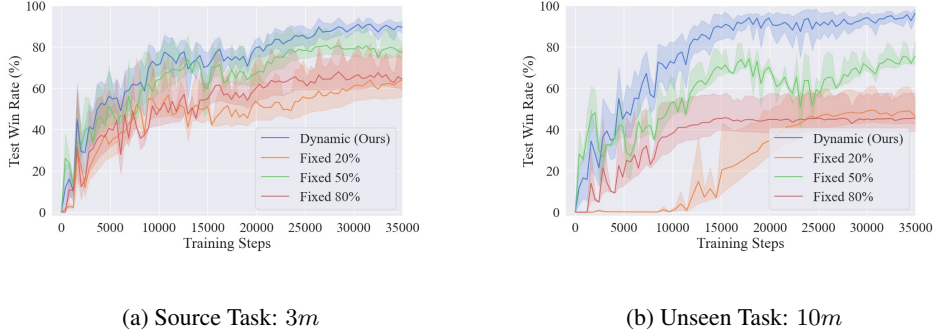 100
80
60
40
20
0
Test Win Rate (%)
Dynamic (Ours)
Fixed 20%
Fixed 50%
Fixed 80%
0 5000 10000 15000 20000 25000 30000 35000
Training Steps
(a) Source Task: 3m
100
80
60
40
20
0
Test Win Rate (%)
Dynamic (Ours)
Fixed 20%
Fixed 50%
Fixed 80%
0 5000 10000 15000 20000 25000 30000 35000
Training Steps
(b) Unseen Task: 10m